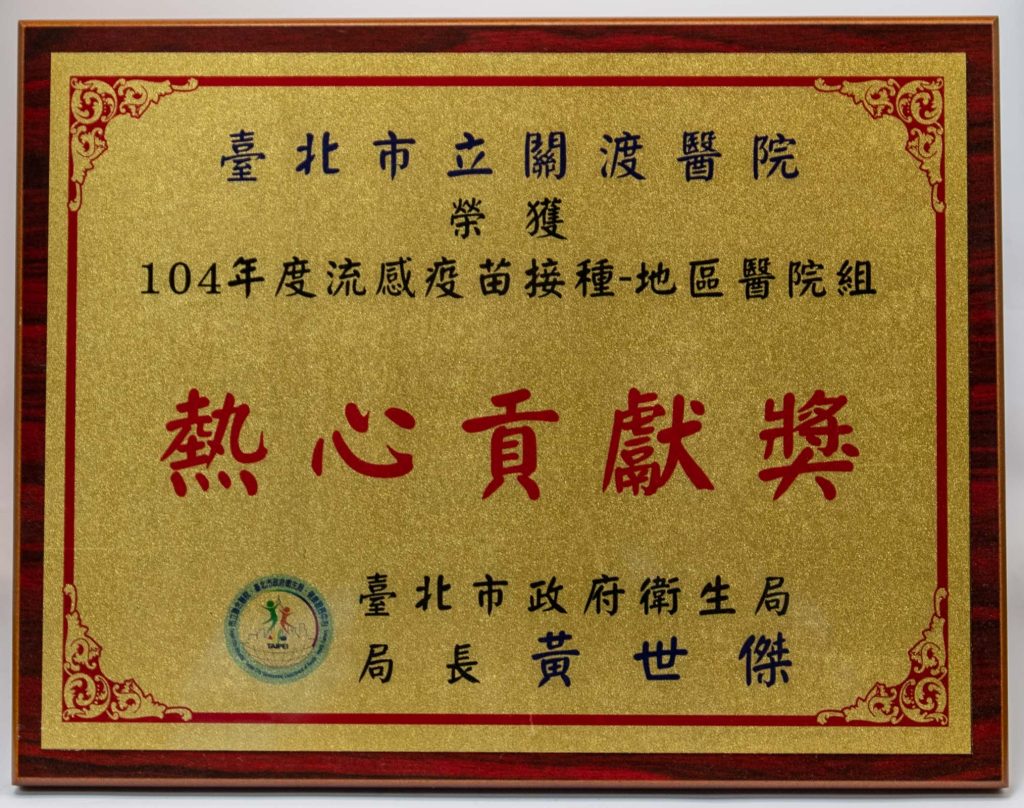 臺北市立關渡醫院
榮獲
104年度流感疫苗接種-地區醫院組
熱心貢獻獎
臺北市政府衛生局
局長 黃世傑
TAIPEI